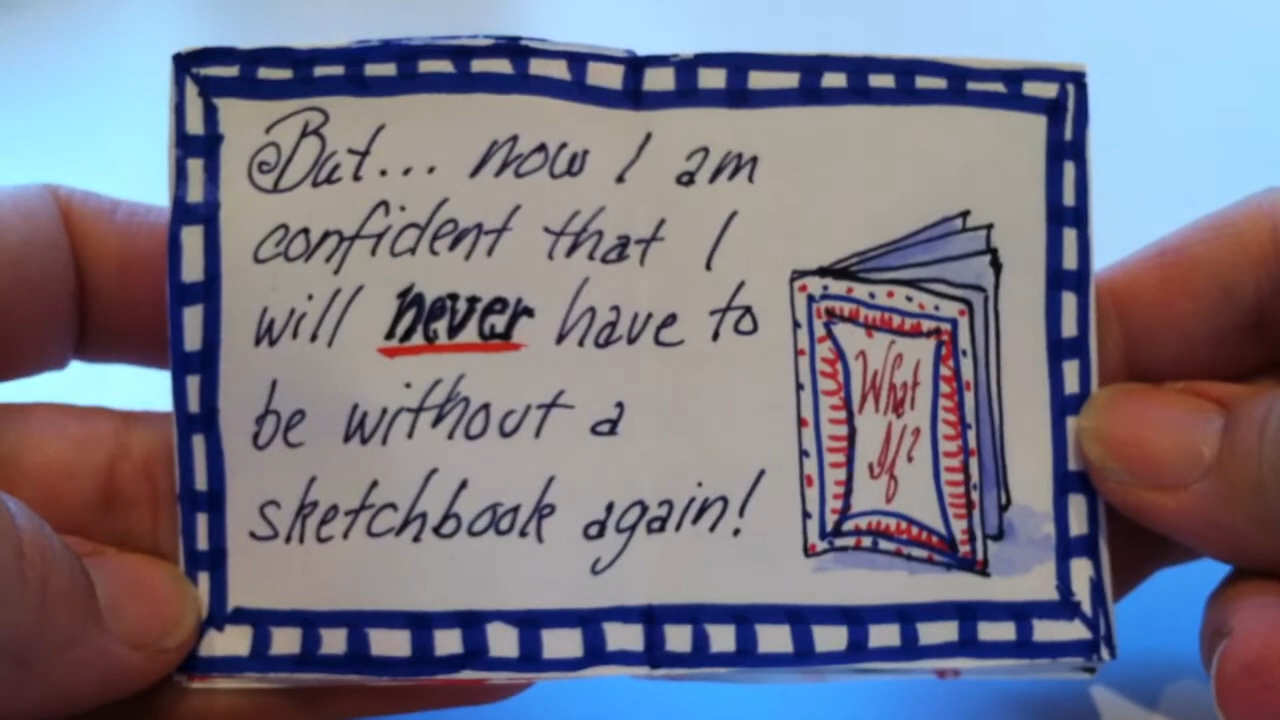 But... now I am
confident that I
will never have to
be without a
sketchbook again!
What
If?